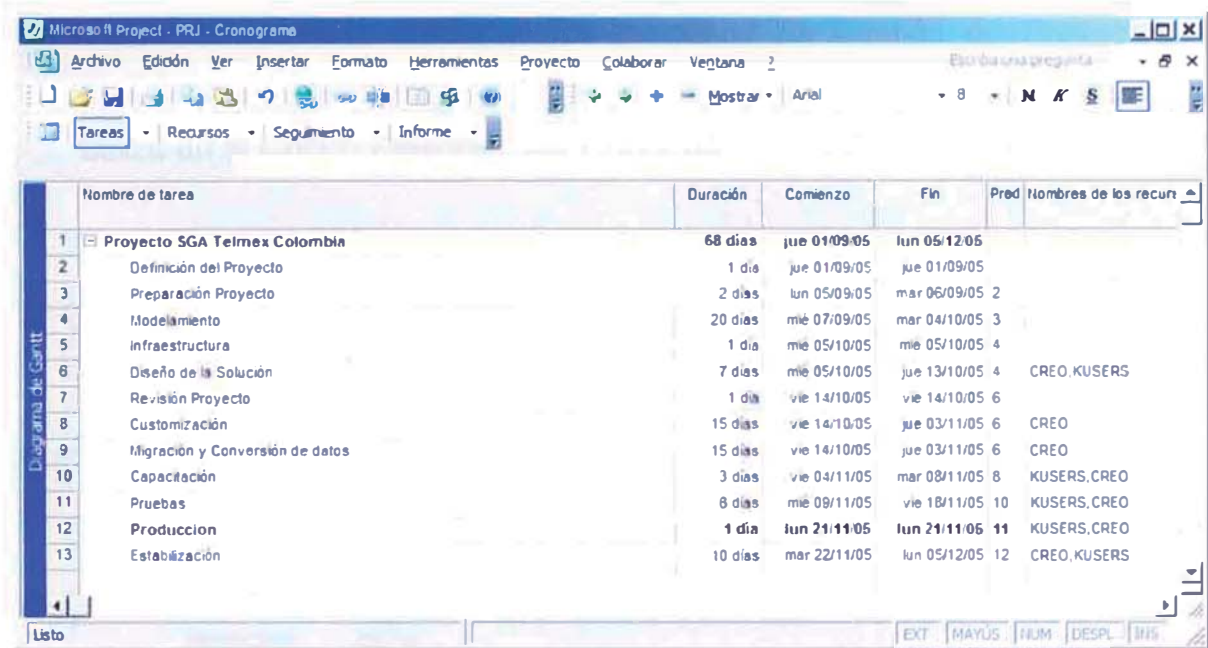 Microsoft Project - PRJ - Cronograma
Archivo Edición Ver Insertar Formato Herramientas Proyecto Colaborar Ventana ? Escriba una pregunta
Mostrar Arial 8 N K S
Tareas Recursos Seguimiento Informe
Nombre de tarea Duración Comienzo Fin Pred Nombres de los recurs
1 Proyecto SGA Telmex Colombia 68 días jue 01/09/05 lun 05/12/05
2 Definición del Proyecto 1 día jue 01/09/05 jue 01/09/05
3 Preparación Proyecto 2 días lun 05/09/05 mar 06/09/05 2
4 Modelamiento 20 días mié 07/09/05 mar 04/10/05 3
5 Infraestructura 1 día mié 05/10/05 mié 05/10/05 4
6 Diseño de la Solución 7 días mié 05/10/05 jue 13/10/05 4 CREO,KUSERS
7 Revisión Proyecto 1 día vie 14/10/05 vie 14/10/05 6
8 Customización 15 días vie 14/10/05 jue 03/11/05 6 CREO
9 Migración y Conversión de datos 15 días vie 14/10/05 jue 03/11/05 6 CREO
10 Capacitación 3 días vie 04/11/05 mar 08/11/05 8 KUSERS,CREO
11 Pruebas 8 días mié 09/11/05 vie 18/11/05 10 KUSERS,CREO
12 Produccion 1 día lun 21/11/05 lun 21/11/05 11 KUSERS,CREO
13 Estabilización 10 días mar 22/11/05 lun 05/12/05 12 CREO,KUSERS
Diagrama de Gantt
Listo EXT MAYÚS NUM DESPL INS